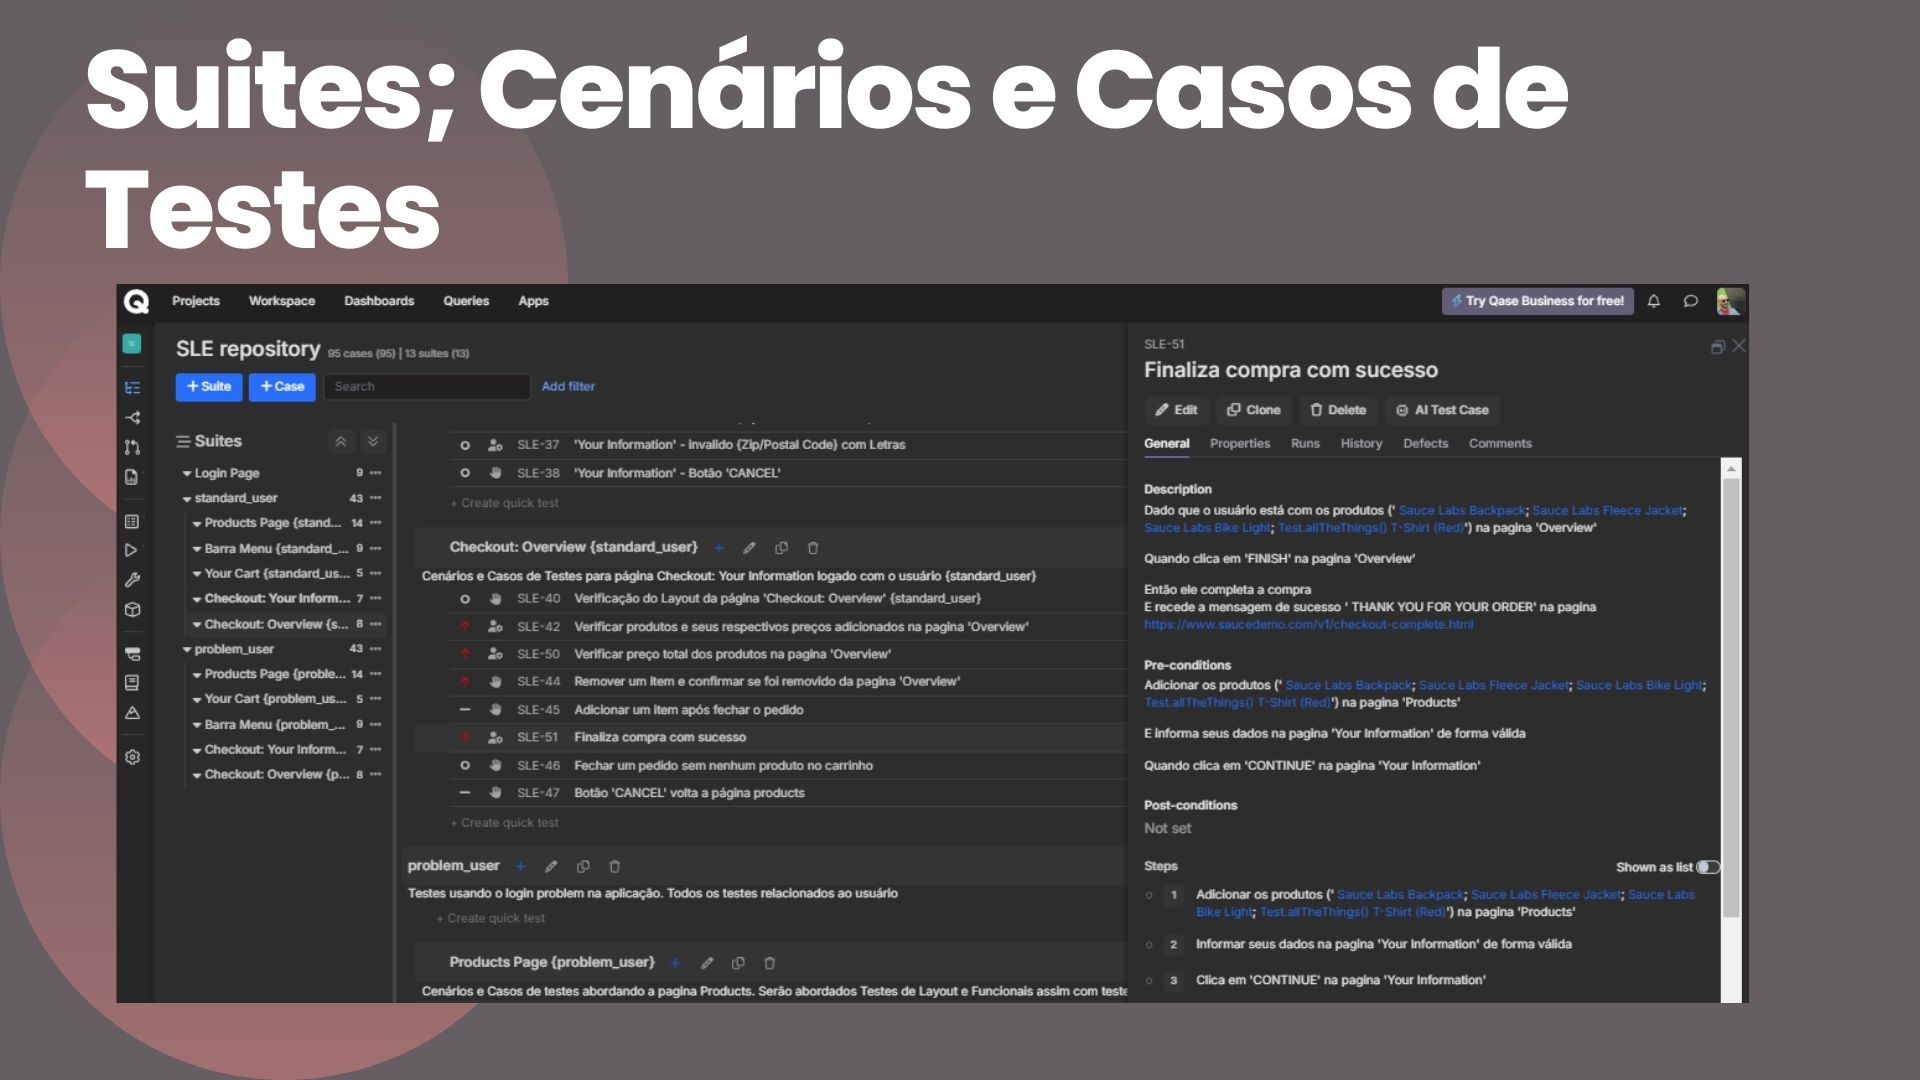 Suites; Cenários e Casos de
Testes
Projects Workspace Dashboards Queries Apps
Try Qase Business for free!
SLE repository 95 cases (95) | 13 suites (13)
+ Suite + Case Search Add filter
Suites
Login Page 9
standard_user 43
Products Page {stand... 14
Barra Menu {standard_... 9
Your Cart {standard_us... 5
Checkout: Your Inform... 7
Checkout: Overview {s... 8
problem_user 43
Products Page {proble... 14
Your Cart {problem_us... 5
Barra Menu {problem_... 9
Checkout: Your Inform... 7
Checkout: Overview {p... 8
SLE-37 'Your Information' - invalido {Zip/Postal Code} com Letras
SLE-38 'Your Information' - Botão 'CANCEL'
+ Create quick test
Checkout: Overview {standard_user}
Cenários e Casos de Testes para página Checkout: Your Information logado com o usuário {standard_user}
SLE-40 Verificação do Layout da página 'Checkout: Overview' {standard_user}
SLE-42 Verificar produtos e seus respectivos preços adicionados na pagina 'Overview'
SLE-50 Verificar preço total dos produtos na pagina 'Overview'
SLE-44 Remover um item e confirmar se foi removido da pagina 'Overview'
SLE-45 Adicionar um item após fechar o pedido
SLE-51 Finaliza compra com sucesso
SLE-46 Fechar um pedido sem nenhum produto no carrinho
SLE-47 Botão 'CANCEL' volta a página products
+ Create quick test
problem_user
Testes usando o login problem na aplicação. Todos os testes relacionados ao usuário
+ Create quick test
Products Page {problem_user}
Cenários e Casos de testes abordando a pagina Products. Serão abordados Testes de Layout e Funcionais assim com teste
SLE-51
Finaliza compra com sucesso
Edit Clone Delete AI Test Case
General Properties Runs History Defects Comments
Description
Dado que o usuário está com os produtos (' Sauce Labs Backpack; Sauce Labs Fleece Jacket;
Sauce Labs Bike Light; Test.allTheThings() T-Shirt (Red)') na pagina 'Overview'
Quando clica em 'FINISH' na pagina 'Overview'
Então ele completa a compra
E recede a mensagem de sucesso ' THANK YOU FOR YOUR ORDER' na pagina
https://www.saucedemo.com/v1/checkout-complete.html
Pre-conditions
Adicionar os produtos (' Sauce Labs Backpack; Sauce Labs Fleece Jacket; Sauce Labs Bike Light;
Test.allTheThings() T-Shirt (Red)') na pagina 'Products'
E informa seus dados na pagina 'Your Information' de forma válida
Quando clica em 'CONTINUE' na pagina 'Your Information'
Post-conditions
Not set
Steps Shown as list
1 Adicionar os produtos (' Sauce Labs Backpack; Sauce Labs Fleece Jacket; Sauce Labs
Bike Light; Test.allTheThings() T-Shirt (Red)') na pagina 'Products'
2 Informar seus dados na pagina 'Your Information' de forma válida
3 Clica em 'CONTINUE' na pagina 'Your Information'